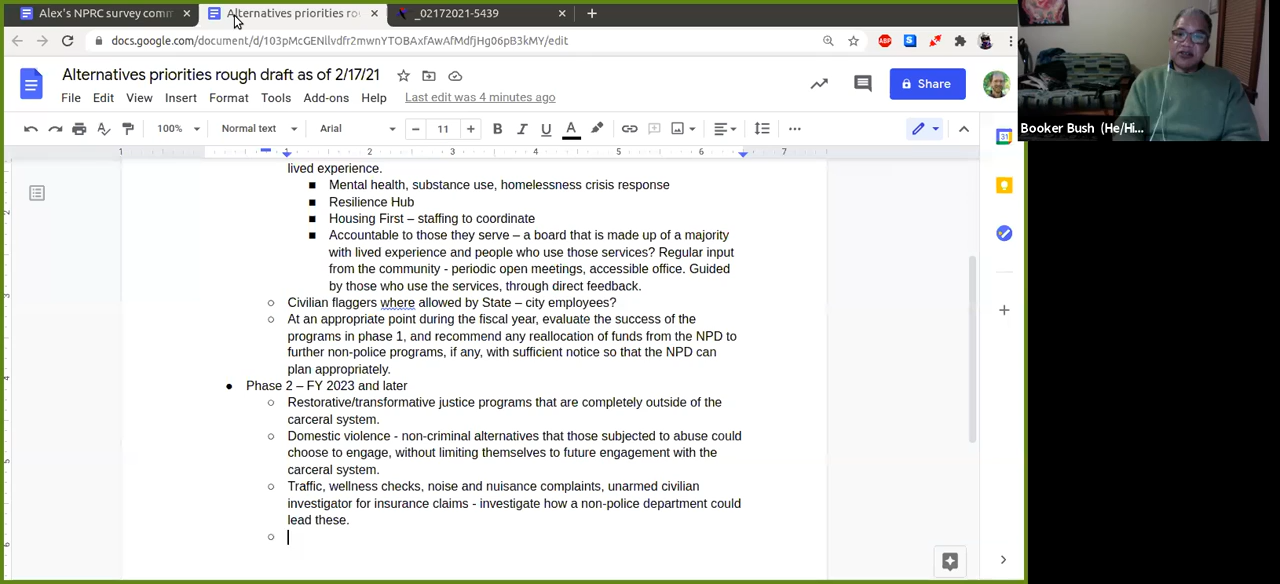 Alex's NPRC survey comm
Alternatives priorities ro
_02172021-5439
docs.google.com/document/d/103pMcGENllvdfr2mwnYTOBAxfAwAfMdfjHg06pB3kMY/edit
ABP
S
Alternatives priorities rough draft as of 2/17/21
File Edit View Insert Format Tools Add-ons Help Last edit was 4 minutes ago
Share
100% Normal text Arial 11 B I U A
1 1 2 3 4 5 6 7
lived experience.
■ Mental health, substance use, homelessness crisis response
■ Resilience Hub
■ Housing First – staffing to coordinate
■ Accountable to those they serve – a board that is made up of a majority
with lived experience and people who use those services? Regular input
from the community - periodic open meetings, accessible office. Guided
by those who use the services, through direct feedback.
○ Civilian flaggers where allowed by State – city employees?
○ At an appropriate point during the fiscal year, evaluate the success of the
programs in phase 1, and recommend any reallocation of funds from the NPD to
further non-police programs, if any, with sufficient notice so that the NPD can
plan appropriately.
● Phase 2 – FY 2023 and later
○ Restorative/transformative justice programs that are completely outside of the
carceral system.
○ Domestic violence - non-criminal alternatives that those subjected to abuse could
choose to engage, without limiting themselves to future engagement with the
carceral system.
○ Traffic, wellness checks, noise and nuisance complaints, unarmed civilian
investigator for insurance claims - investigate how a non-police department could
lead these.
○
Booker Bush (He/Hi...
31